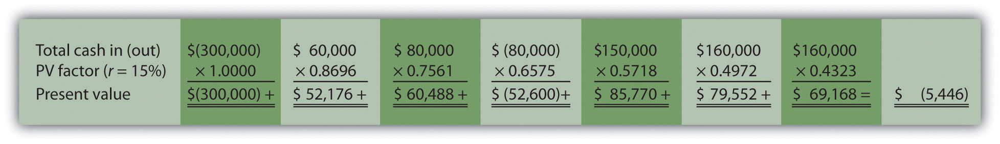 Total cash in (out) $(300,000) $ 60,000 $ 80,000 $ (80,000) $150,000 $160,000 $160,000
PV factor (r = 15%) × 1.0000 × 0.8696 × 0.7561 × 0.6575 × 0.5718 × 0.4972 × 0.4323
Present value $(300,000) + $ 52,176 + $ 60,488 + $ (52,600)+ $ 85,770 + $ 79,552 + $ 69,168 = $ (5,446)